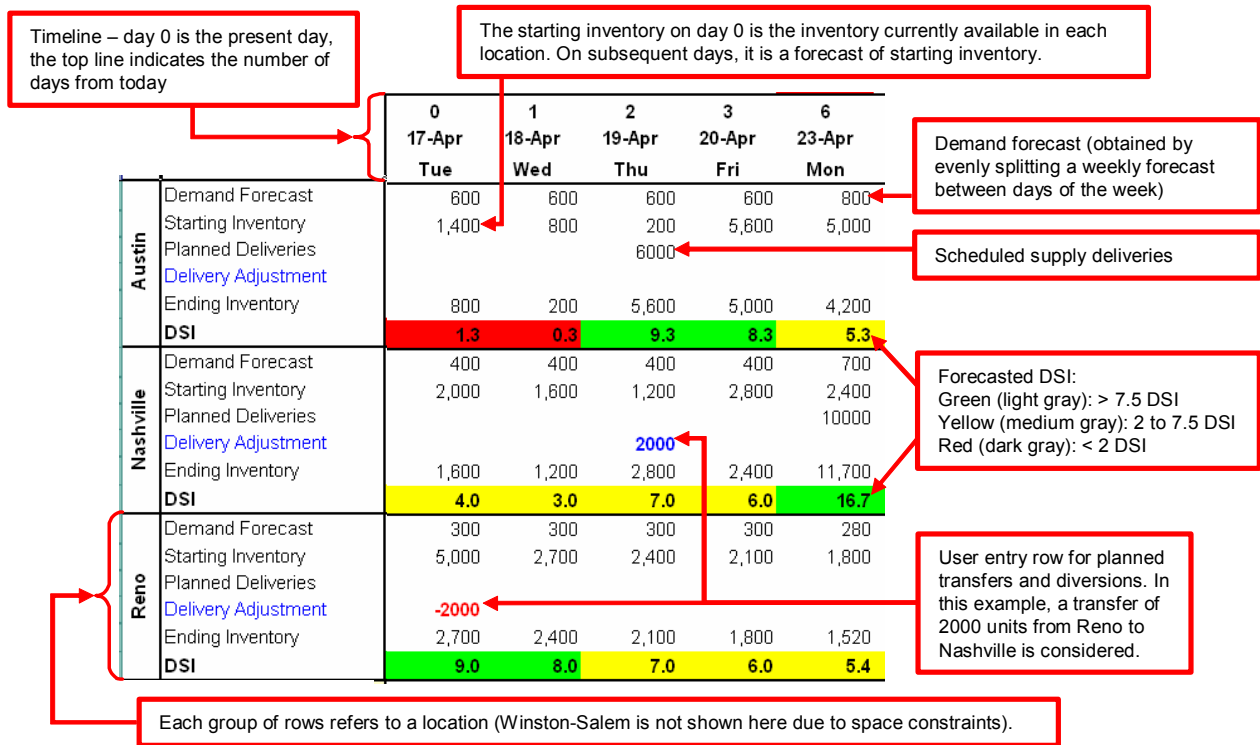 Timeline – day 0 is the present day,
the top line indicates the number of
days from today
The starting inventory on day 0 is the inventory currently available in each
location. On subsequent days, it is a forecast of starting inventory.
0 1 2 3 6
17-Apr 18-Apr 19-Apr 20-Apr 23-Apr
Tue Wed Thu Fri Mon
Austin
Demand Forecast 600 600 600 600 800
Starting Inventory 1,400 800 200 5,600 5,000
Planned Deliveries 6000
Delivery Adjustment
Ending Inventory 800 200 5,600 5,000 4,200
DSI 1.3 0.3 9.3 8.3 5.3
Nashville
Demand Forecast 400 400 400 400 700
Starting Inventory 2,000 1,600 1,200 2,800 2,400
Planned Deliveries 10000
Delivery Adjustment 2000
Ending Inventory 1,600 1,200 2,800 2,400 11,700
DSI 4.0 3.0 7.0 6.0 16.7
Reno
Demand Forecast 300 300 300 300 280
Starting Inventory 5,000 2,700 2,400 2,100 1,800
Planned Deliveries
Delivery Adjustment -2000
Ending Inventory 2,700 2,400 2,100 1,800 1,520
DSI 9.0 8.0 7.0 6.0 5.4
Demand forecast (obtained by
evenly splitting a weekly forecast
between days of the week)
Scheduled supply deliveries
Forecasted DSI:
Green (light gray): > 7.5 DSI
Yellow (medium gray): 2 to 7.5 DSI
Red (dark gray): < 2 DSI
User entry row for planned
transfers and diversions. In
this example, a transfer of
2000 units from Reno to
Nashville is considered.
Each group of rows refers to a location (Winston-Salem is not shown here due to space constraints).